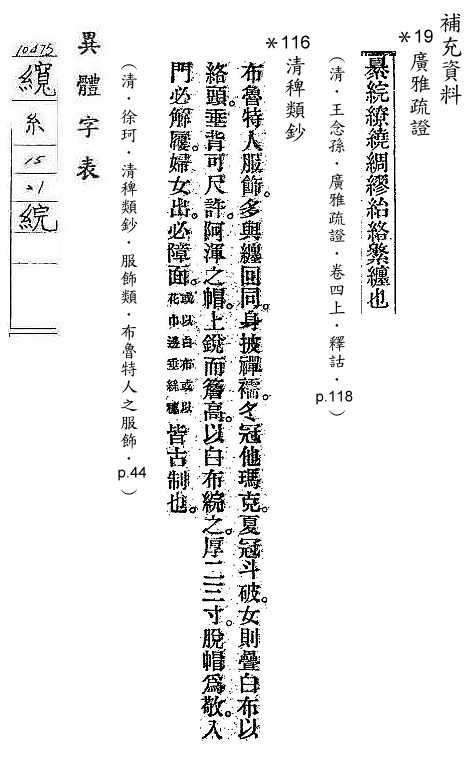 補充資料
*19 廣雅疏證
纍綄繚繞綢繆紿絡縏纏也
（清．王念孫．廣雅疏證．卷四上．釋詁．p.118）
*116 清稗類鈔
布魯特人服飾。多與纏回同。身披襌襦。冬冠他瑪克。夏冠斗破。女則疊白布以
絡頭。垂背可尺許。阿渾之帽。上銳而簷高。以白布綄之。厚二三寸。脫帽爲敬。入
門必解履。婦女出。必障面。或以白布或以花巾邊垂絲穗皆古制也。
（清．徐珂．清稗類鈔．服飾類．布魯特人之服飾．p.44）
異體字表
10475
糸
15
21
綄